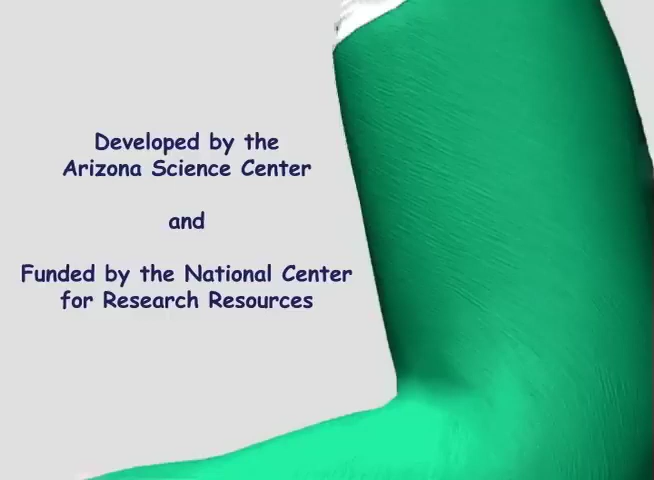 Developed by the
Arizona Science Center
and
Funded by the National Center
for Research Resources